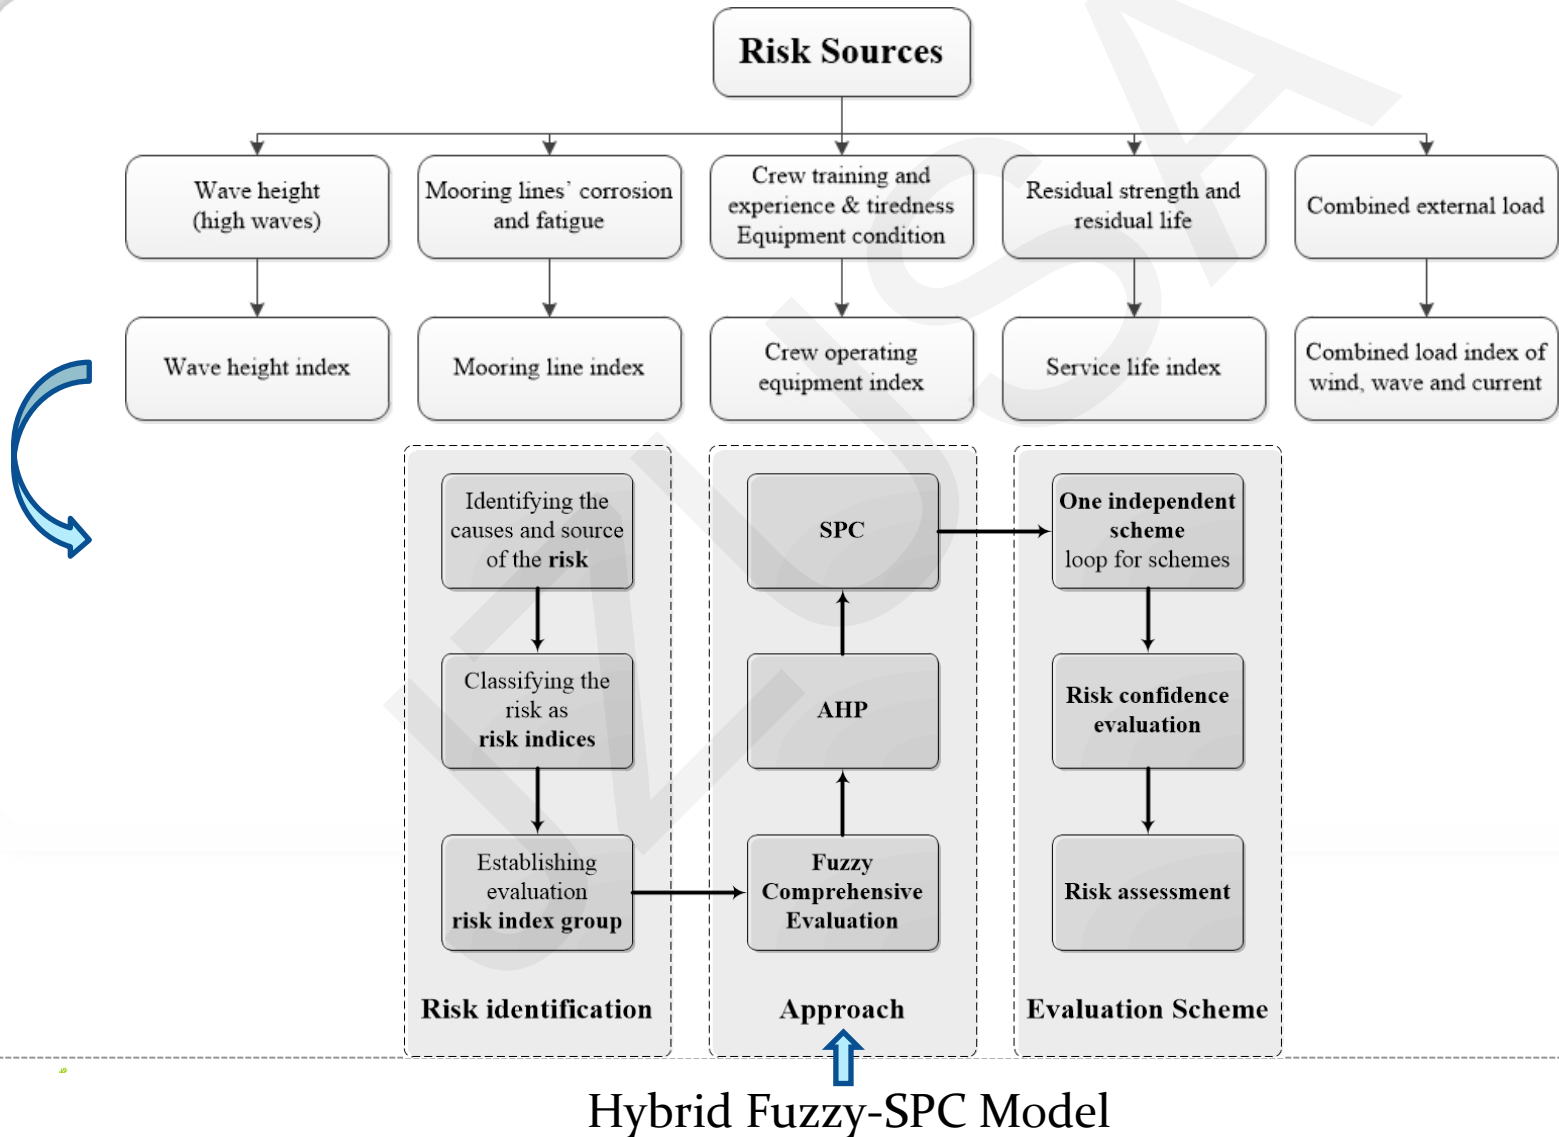 Risk Sources
Wave height
(high waves)
Mooring lines’ corrosion
and fatigue
Crew training and
experience & tiredness
Equipment condition
Residual strength and
residual life
Combined external load
Wave height index
Mooring line index
Crew operating
equipment index
Service life index
Combined load index of
wind, wave and current
Identifying the
causes and source
of the risk
Classifying the
risk as
risk indices
Establishing
evaluation
risk index group
Risk identification
SPC
AHP
Fuzzy
Comprehensive
Evaluation
Approach
One independent
scheme
loop for schemes
Risk confidence
evaluation
Risk assessment
Evaluation Scheme
Hybrid Fuzzy-SPC Model
JZUSA